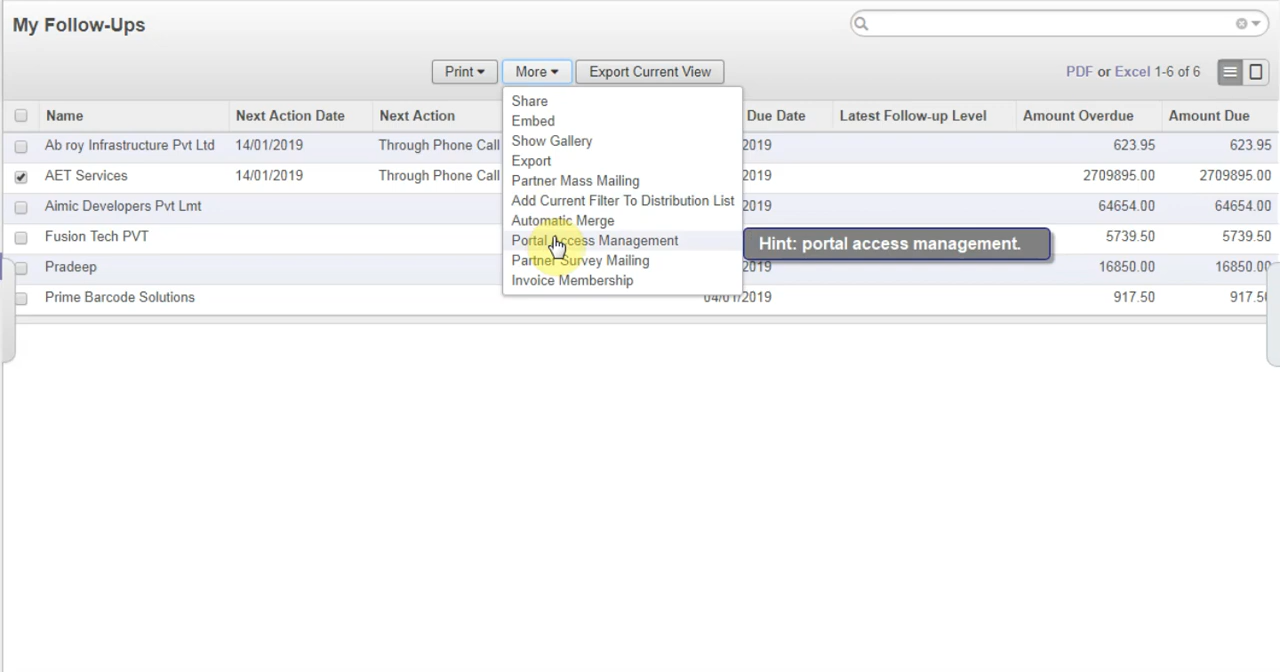 My Follow-Ups
Print More Export Current View PDF or Excel 1-6 of 6
Name Next Action Date Next Action Due Date Latest Follow-up Level Amount Overdue Amount Due
Ab roy Infrastructure Pvt Ltd 14/01/2019 Through Phone Call 2019 623.95 623.95
AET Services 14/01/2019 Through Phone Call 2019 2709895.00 2709895.00
Aimic Developers Pvt Lmt 2019 64654.00 64654.00
Fusion Tech PVT 5739.50 5739.50
Pradeep 2019 16850.00 16850.00
Prime Barcode Solutions 04/01/2019 917.50 917.50
Share
Embed
Show Gallery
Export
Partner Mass Mailing
Add Current Filter To Distribution List
Automatic Merge
Portal Access Management
Partner Survey Mailing
Invoice Membership
Hint: portal access management.